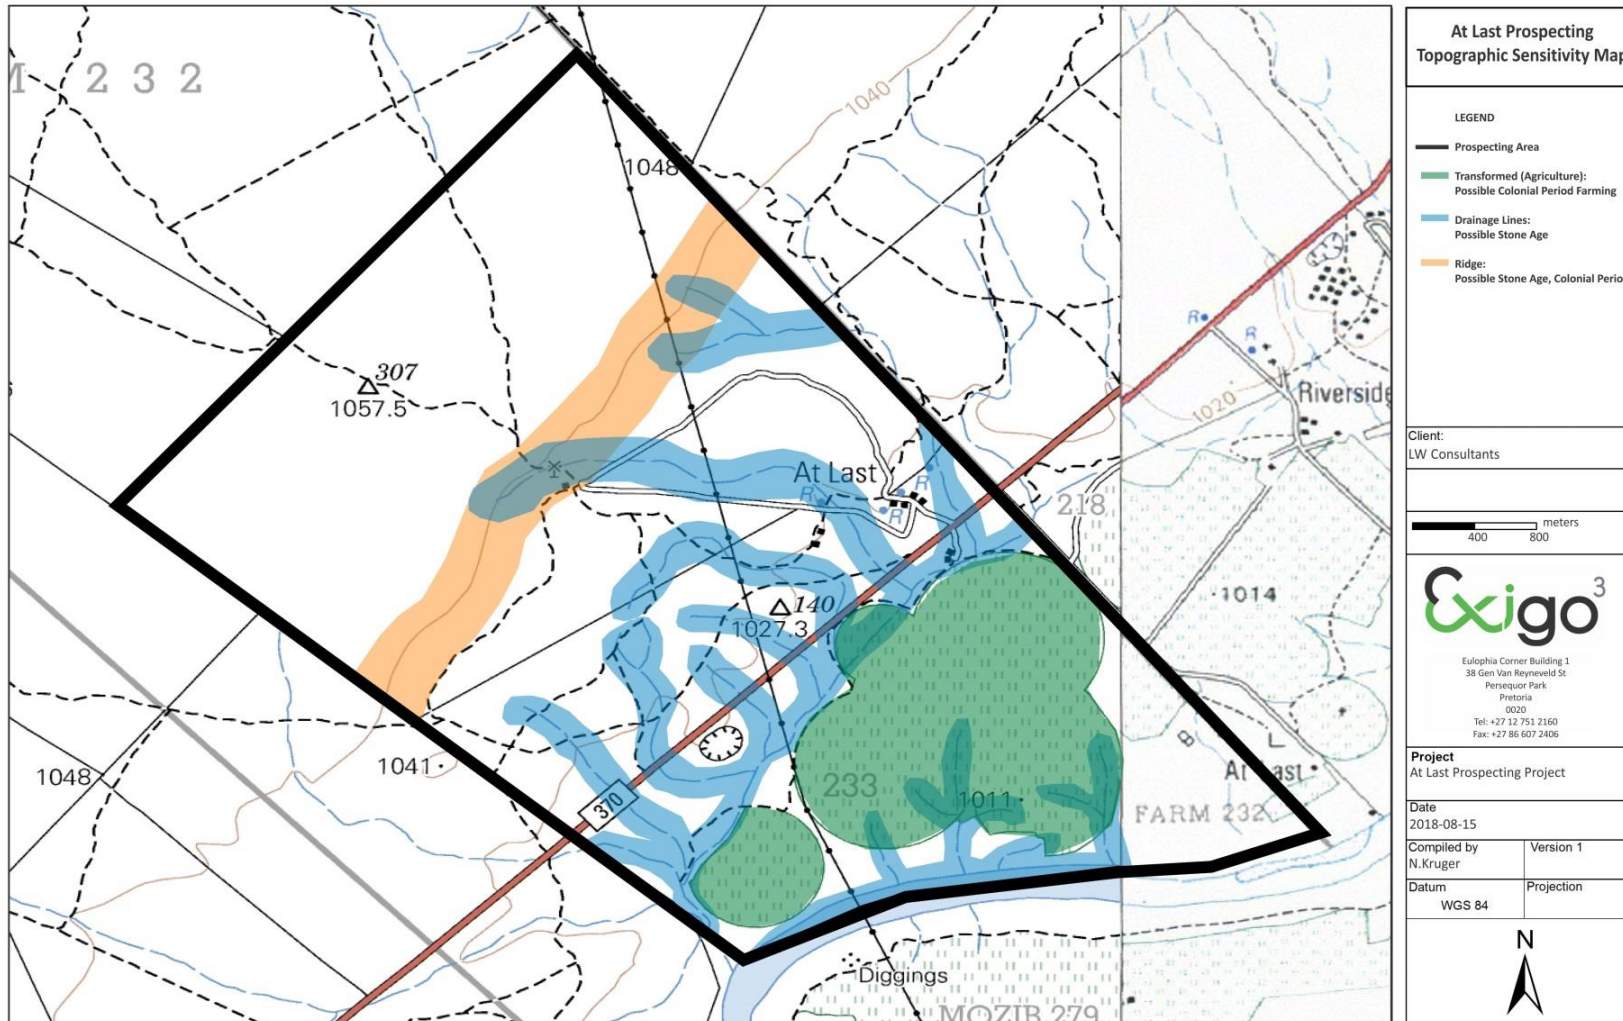 M 232
1040
1048
307
1057.5
R
R
Riverside
1020
At Last
R
R
R
218
1014
140
1027.3
1048
1041
370
233
1011
At Last
FARM 232
Diggings
MOZIB 279
At Last Prospecting
Topographic Sensitivity Map
LEGEND
Prospecting Area
Transformed (Agriculture):
Possible Colonial Period Farming
Drainage Lines:
Possible Stone Age
Ridge:
Possible Stone Age, Colonial Perio
Client:
LW Consultants
meters
400 800
Exigo3
Eulophia Corner Building 1
38 Gen Van Reyneveld St
Persequor Park
Pretoria
0020
Tel: +27 12 751 2160
Fax: +27 86 607 2406
Project
At Last Prospecting Project
Date
2018-08-15
Compiled by Version 1
N.Kruger
Datum Projection
WGS 84
N